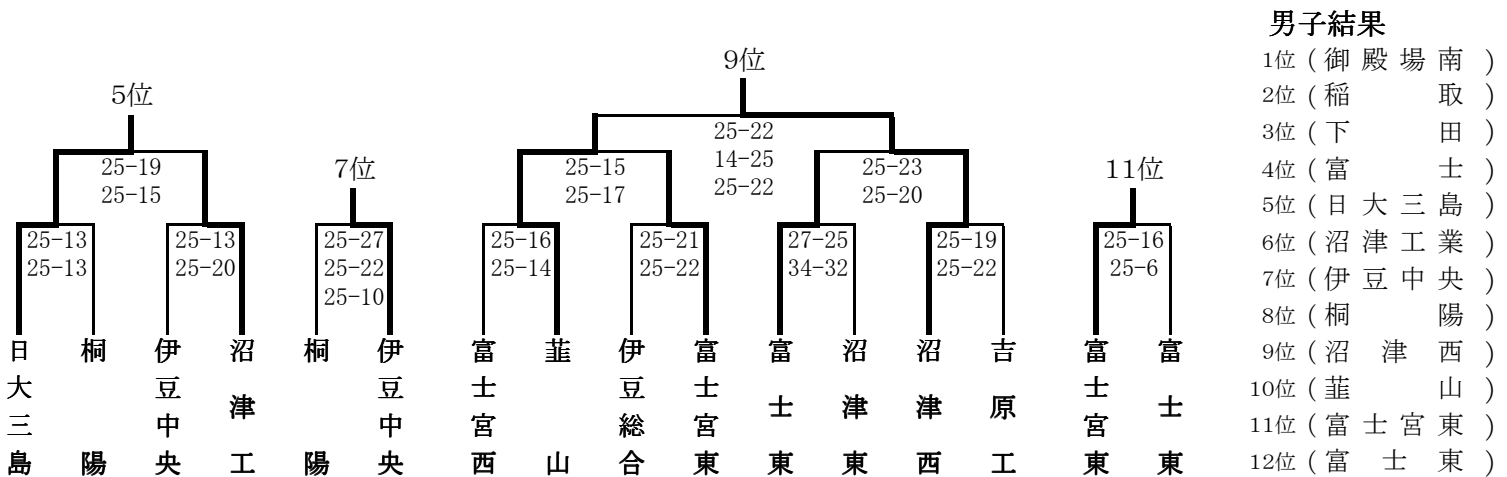 男子結果
1位 (御殿場南)
2位 (稲取)
3位 (下田)
4位 (富士)
5位 (日大三島)
6位 (沼津工業)
7位 (伊豆中央)
8位 (桐陽)
9位 (沼津西)
10位 (韮山)
11位 (富士宮東)
12位 (富士東)
5位
25-19
25-15
25-13
25-13
25-13
25-20
日大三島
桐陽
伊豆中央
沼津工
7位
25-27
25-22
25-10
桐陽
伊豆中央
9位
25-22
14-25
25-22
25-15
25-17
25-23
25-20
25-16
25-14
25-21
25-22
27-25
34-32
25-19
25-22
富士宮西
韮山
伊豆総合
富士宮東
富士東
沼津東
沼津西
吉原工
11位
25-16
25-6
富士宮東
富士東